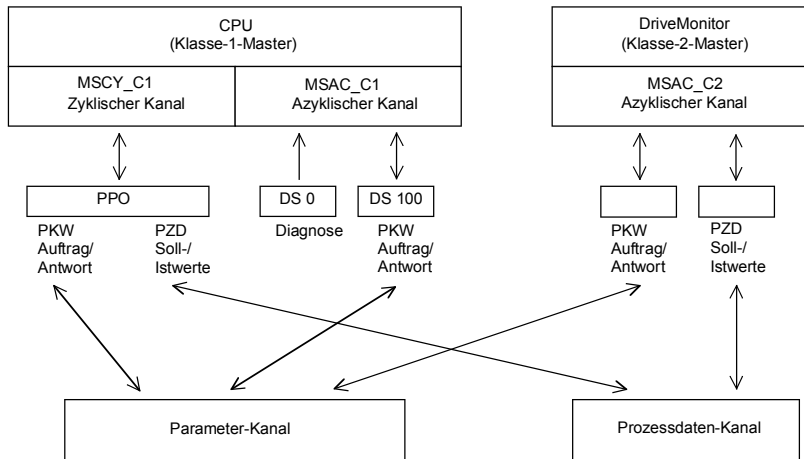 CPU
(Klasse-1-Master)
DriveMonitor
(Klasse-2-Master)
MSCY_C1
Zyklischer Kanal
MSAC_C1
Azyklischer Kanal
MSAC_C2
Azyklischer Kanal
PPO
DS 0
DS 100
PKW
Auftrag/
Antwort
PZD
Soll-/
Istwerte
Diagnose
PKW
Auftrag/
Antwort
PKW
Auftrag/
Antwort
PZD
Soll-/
Istwerte
Parameter-Kanal
Prozessdaten-Kanal